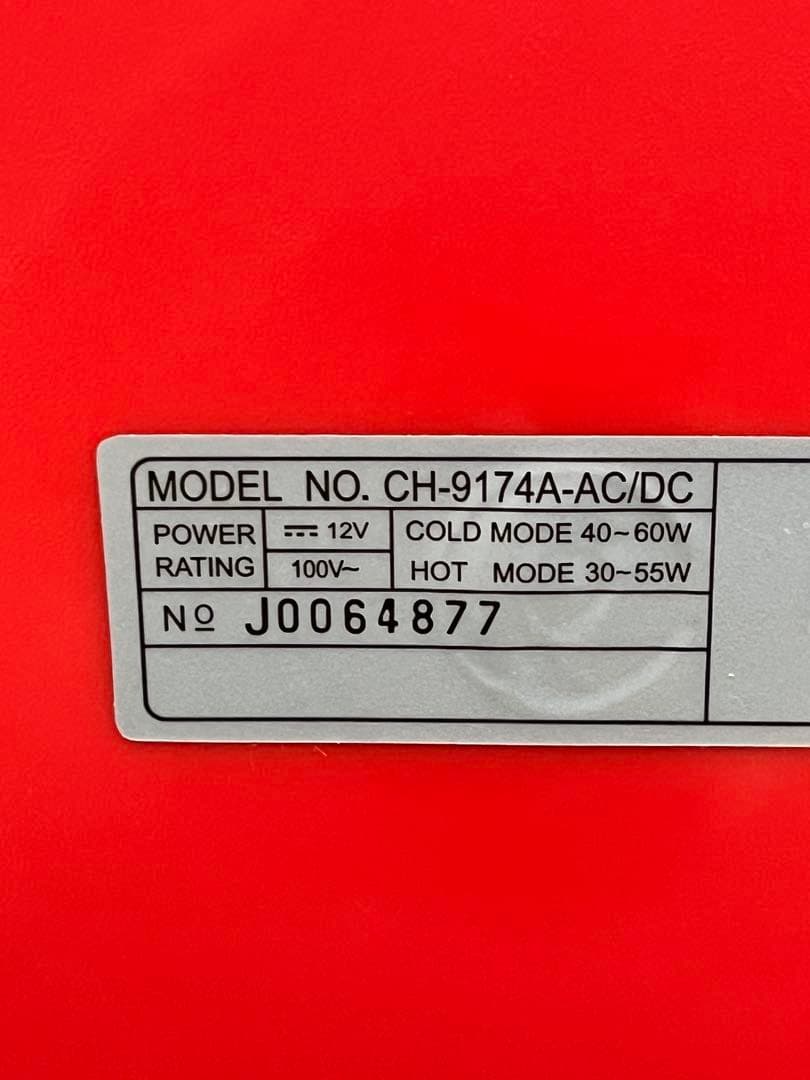 MODEL NO. CH-9174A-AC/DC
POWER RATING
⎓ 12V
100V~
COLD MODE 40~60W
HOT MODE 30~55W
Nº J0064877